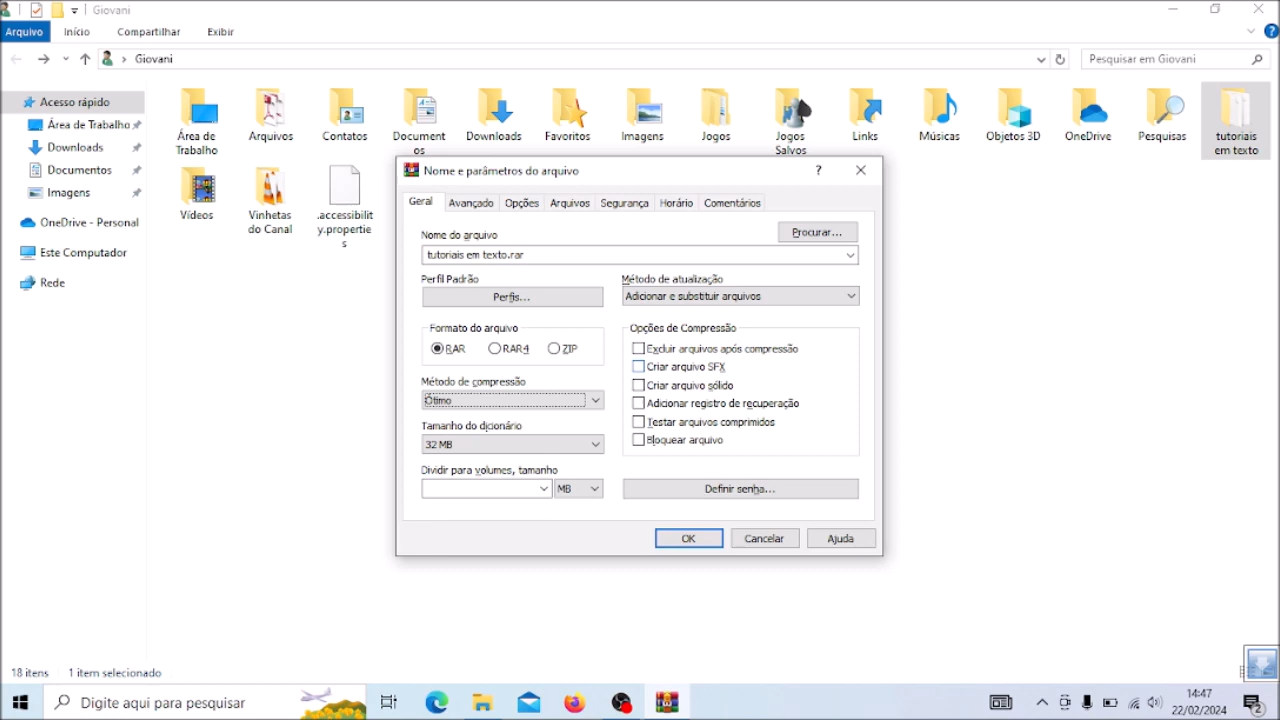 Giovani
Arquivo Início Compartilhar Exibir
Giovani
Pesquisar em Giovani
Acesso rápido
Área de Trabalho
Downloads
Documentos
Imagens
OneDrive - Personal
Este Computador
Rede
Área de
Trabalho
Arquivos
Contatos
Document
os
Downloads
Favoritos
Imagens
Jogos
Jogos
Salvos
Links
Músicas
Objetos 3D
OneDrive
Pesquisas
tutoriais
em texto
Vídeos
Vinhetas
do Canal
.accessibilit
y.propertie
s
Nome e parâmetros do arquivo
?
Geral Avançado Opções Arquivos Segurança Horário Comentários
Nome do arquivo
Procurar...
tutoriais em texto.rar
Perfil Padrão
Perfis...
Método de atualização
Adicionar e substituir arquivos
Formato do arquivo
RAR RAR4 ZIP
Método de compressão
Ótimo
Tamanho do dicionário
32 MB
Dividir para volumes, tamanho
MB
Opções de Compressão
Excluir arquivos após compressão
Criar arquivo SFX
Criar arquivo sólido
Adicionar registro de recuperação
Testar arquivos comprimidos
Bloquear arquivo
Definir senha...
OK Cancelar Ajuda
18 itens 1 item selecionado
Digite aqui para pesquisar
14:47
22/02/2024
2